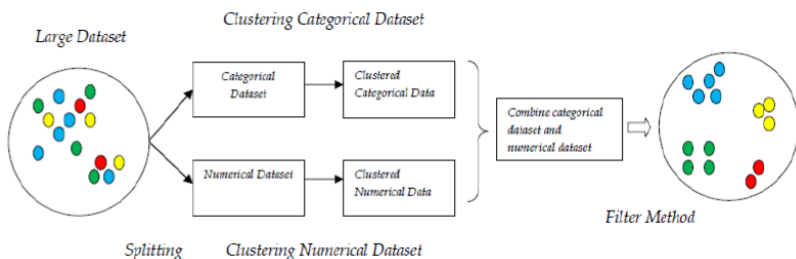 Clustering Categorical Dataset
Large Dataset
Categorical
Dataset
Clustered
Categorical Data
Combine categorical
dataset and
numerical dataset
Numerical Dataset
Clustered
Numerical Data
Filter Method
Splitting
Clustering Numerical Dataset